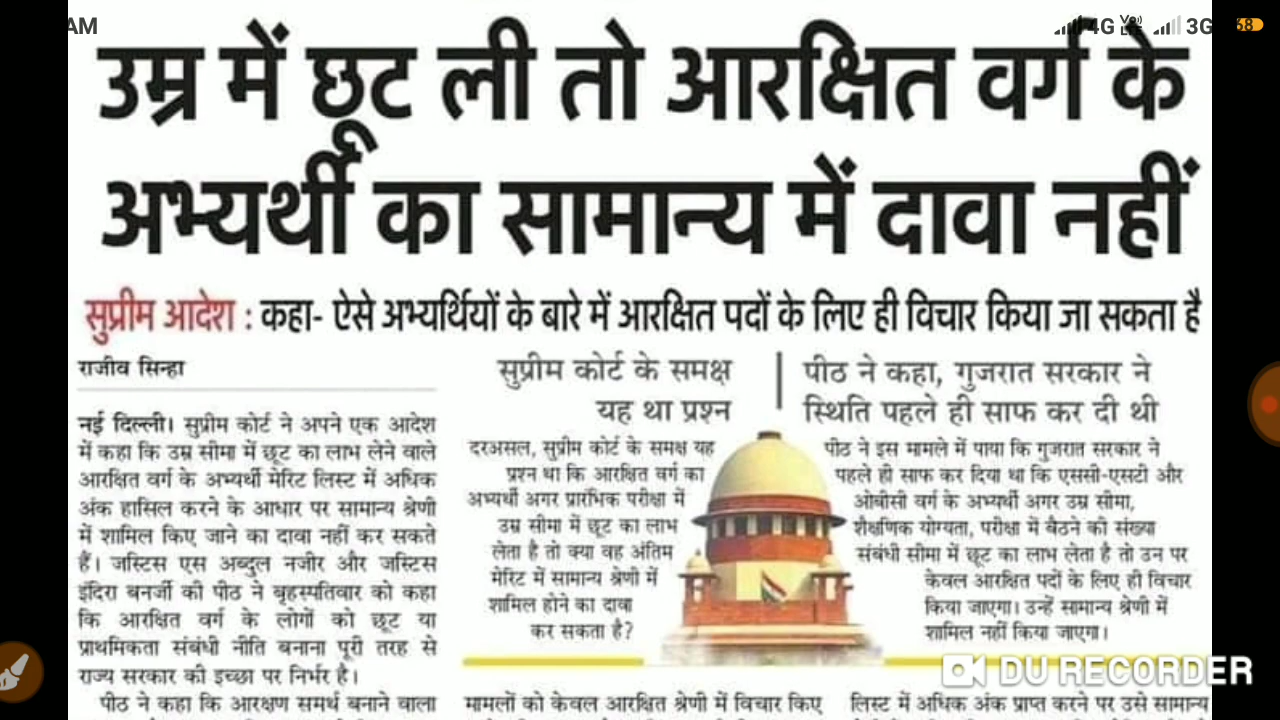 AM
4G
3G
68
उम्र में छूट ली तो आरक्षित वर्ग के
अभ्यर्थी का सामान्य में दावा नहीं
सुप्रीम आदेश : कहा- ऐसे अभ्यर्थियों के बारे में आरक्षित पदों के लिए ही विचार किया जा सकता है
राजीव सिन्हा
नई दिल्ली। सुप्रीम कोर्ट ने अपने एक आदेश
में कहा कि उम्र सीमा में छूट का लाभ लेने वाले
आरक्षित वर्ग के अभ्यर्थी मेरिट लिस्ट में अधिक
अंक हासिल करने के आधार पर सामान्य श्रेणी
में शामिल किए जाने का दावा नहीं कर सकते
हैं। जस्टिस एस अब्दुल नजीर और जस्टिस
इंदिरा बनर्जी की पीठ ने बृहस्पतिवार को कहा
कि आरक्षित वर्ग के लोगों को छूट या
प्राथमिकता संबंधी नीति बनाना पूरी तरह से
राज्य सरकार की इच्छा पर निर्भर है।
पीठ ने कहा कि आरक्षण समर्थ बनाने वाला
सुप्रीम कोर्ट के समक्ष
यह था प्रश्न
दरअसल, सुप्रीम कोर्ट के समक्ष यह
प्रश्न था कि आरक्षित वर्ग का
अभ्यर्थी अगर प्रारंभिक परीक्षा में
उम्र सीमा में छूट का लाभ
लेता है तो क्या वह अंतिम
मेरिट में सामान्य श्रेणी में
शामिल होने का दावा
कर सकता है?
मामलों को केवल आरक्षित श्रेणी में विचार किए
पीठ ने कहा, गुजरात सरकार ने
स्थिति पहले ही साफ कर दी थी
पीठ ने इस मामले में पाया कि गुजरात सरकार ने
पहले ही साफ कर दिया था कि एससी-एसटी और
ओबीसी वर्ग के अभ्यर्थी अगर उम्र सीमा,
शैक्षणिक योग्यता, परीक्षा में बैठने की संख्या
संबंधी सीमा में छूट का लाभ लेता है तो उन पर
केवल आरक्षित पदों के लिए ही विचार
किया जाएगा। उन्हें सामान्य श्रेणी में
शामिल नहीं किया जाएगा।
लिस्ट में अधिक अंक प्राप्त करने पर उसे सामान्य
DU RECORDER